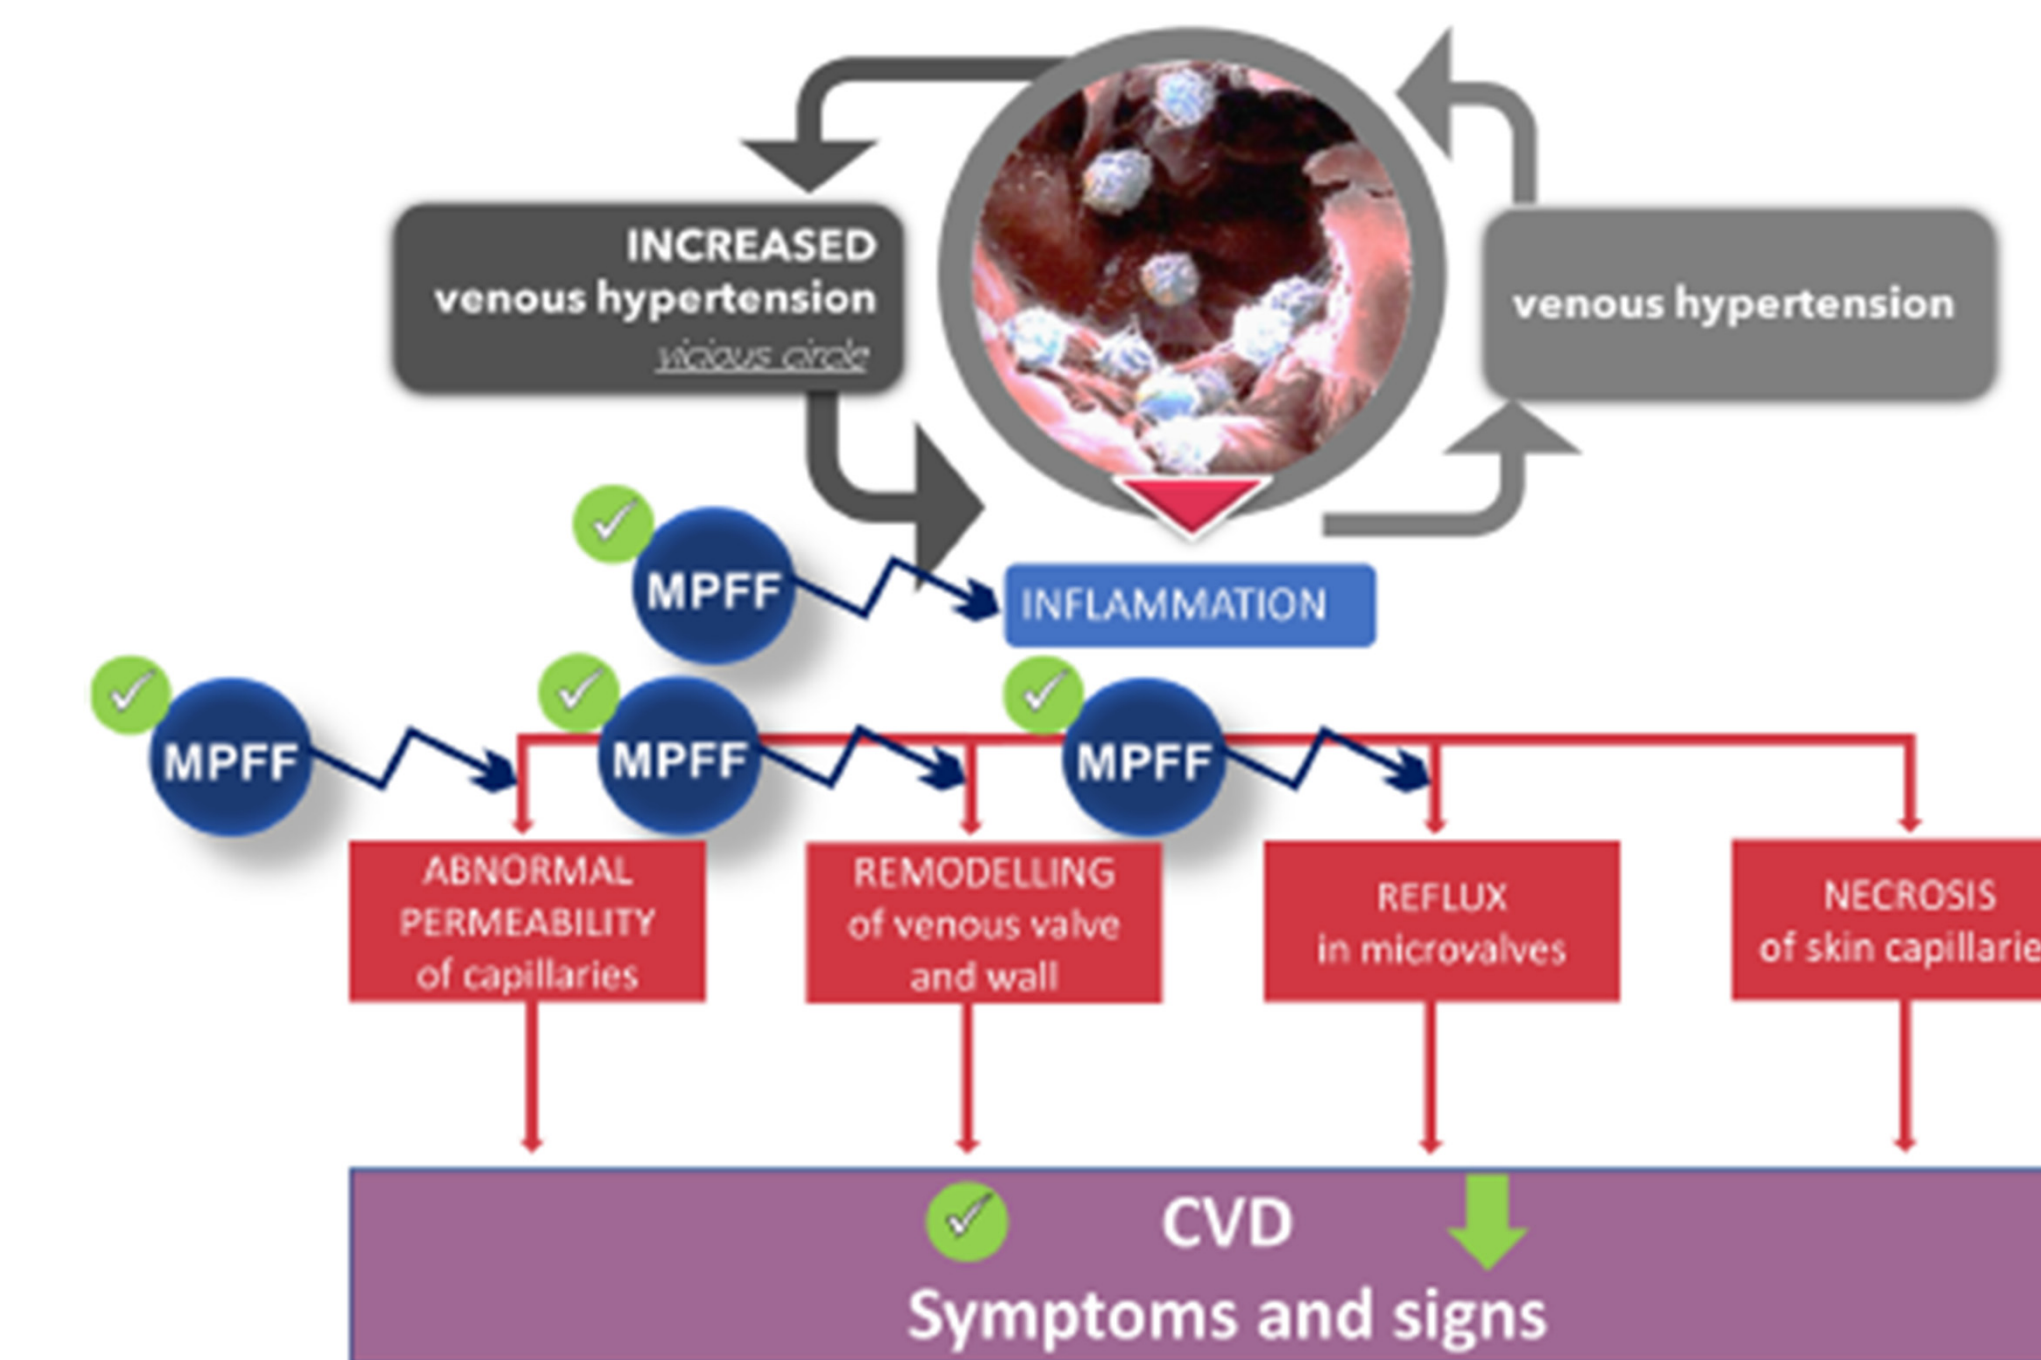 INCREASED
venous hypertension
vicious circle
venous hypertension
MPFF
INFLAMMATION
MPFF
MPFF
MPFF
ABNORMAL
PERMEABILITY
of capillaries
REMODELLING
of venous valve
and wall
REFLUX
in microvalves
NECROSIS
of skin capillarie
CVD
Symptoms and signs